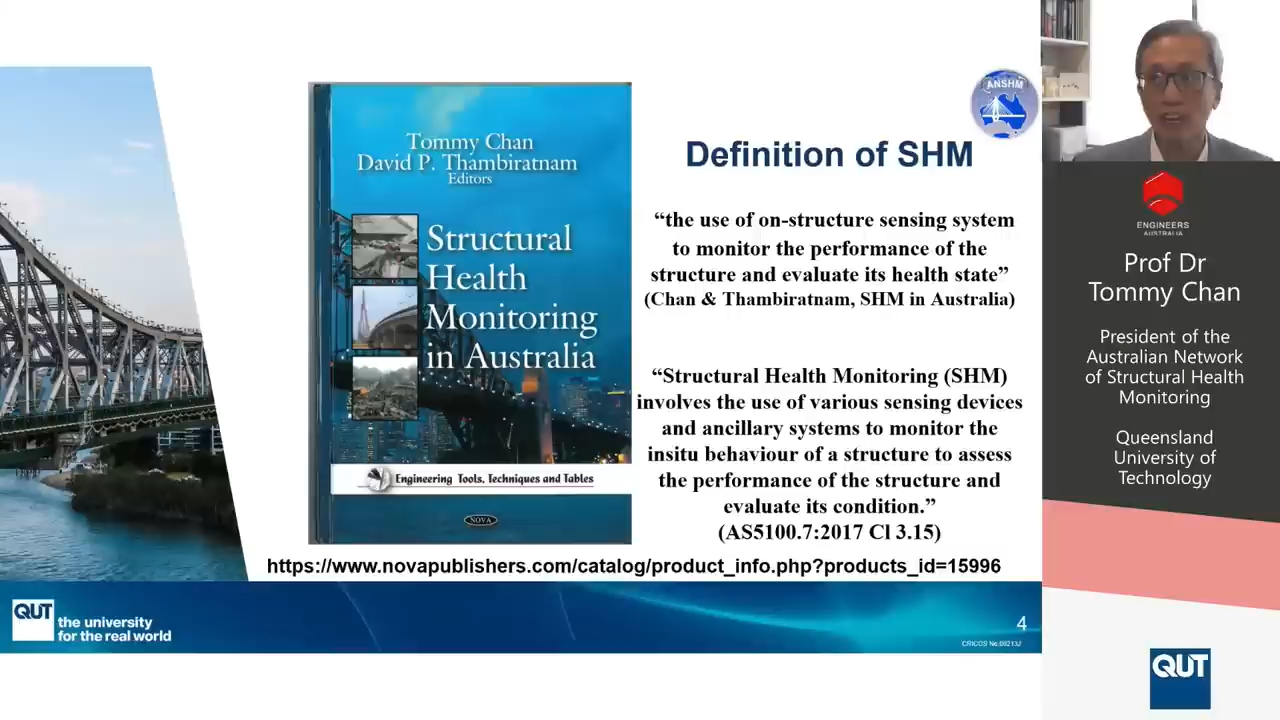 Tommy Chan
David P. Thambiratnam
Editors
Structural
Health
Monitoring
in Australia
Engineering Tools, Techniques and Tables
NOVA
ANSHM
Definition of SHM
“the use of on-structure sensing system
to monitor the performance of the
structure and evaluate its health state”
(Chan & Thambiratnam, SHM in Australia)
“Structural Health Monitoring (SHM)
involves the use of various sensing devices
and ancillary systems to monitor the
insitu behaviour of a structure to assess
the performance of the structure and
evaluate its condition.”
(AS5100.7:2017 Cl 3.15)
https://www.novapublishers.com/catalog/product_info.php?products_id=15996
QUT
the university
for the real world
4
CRICOS No.00213J
ENGINEERS
AUSTRALIA
Prof Dr
Tommy Chan
President of the
Australian Network
of Structural Health
Monitoring
Queensland
University of
Technology
QUT